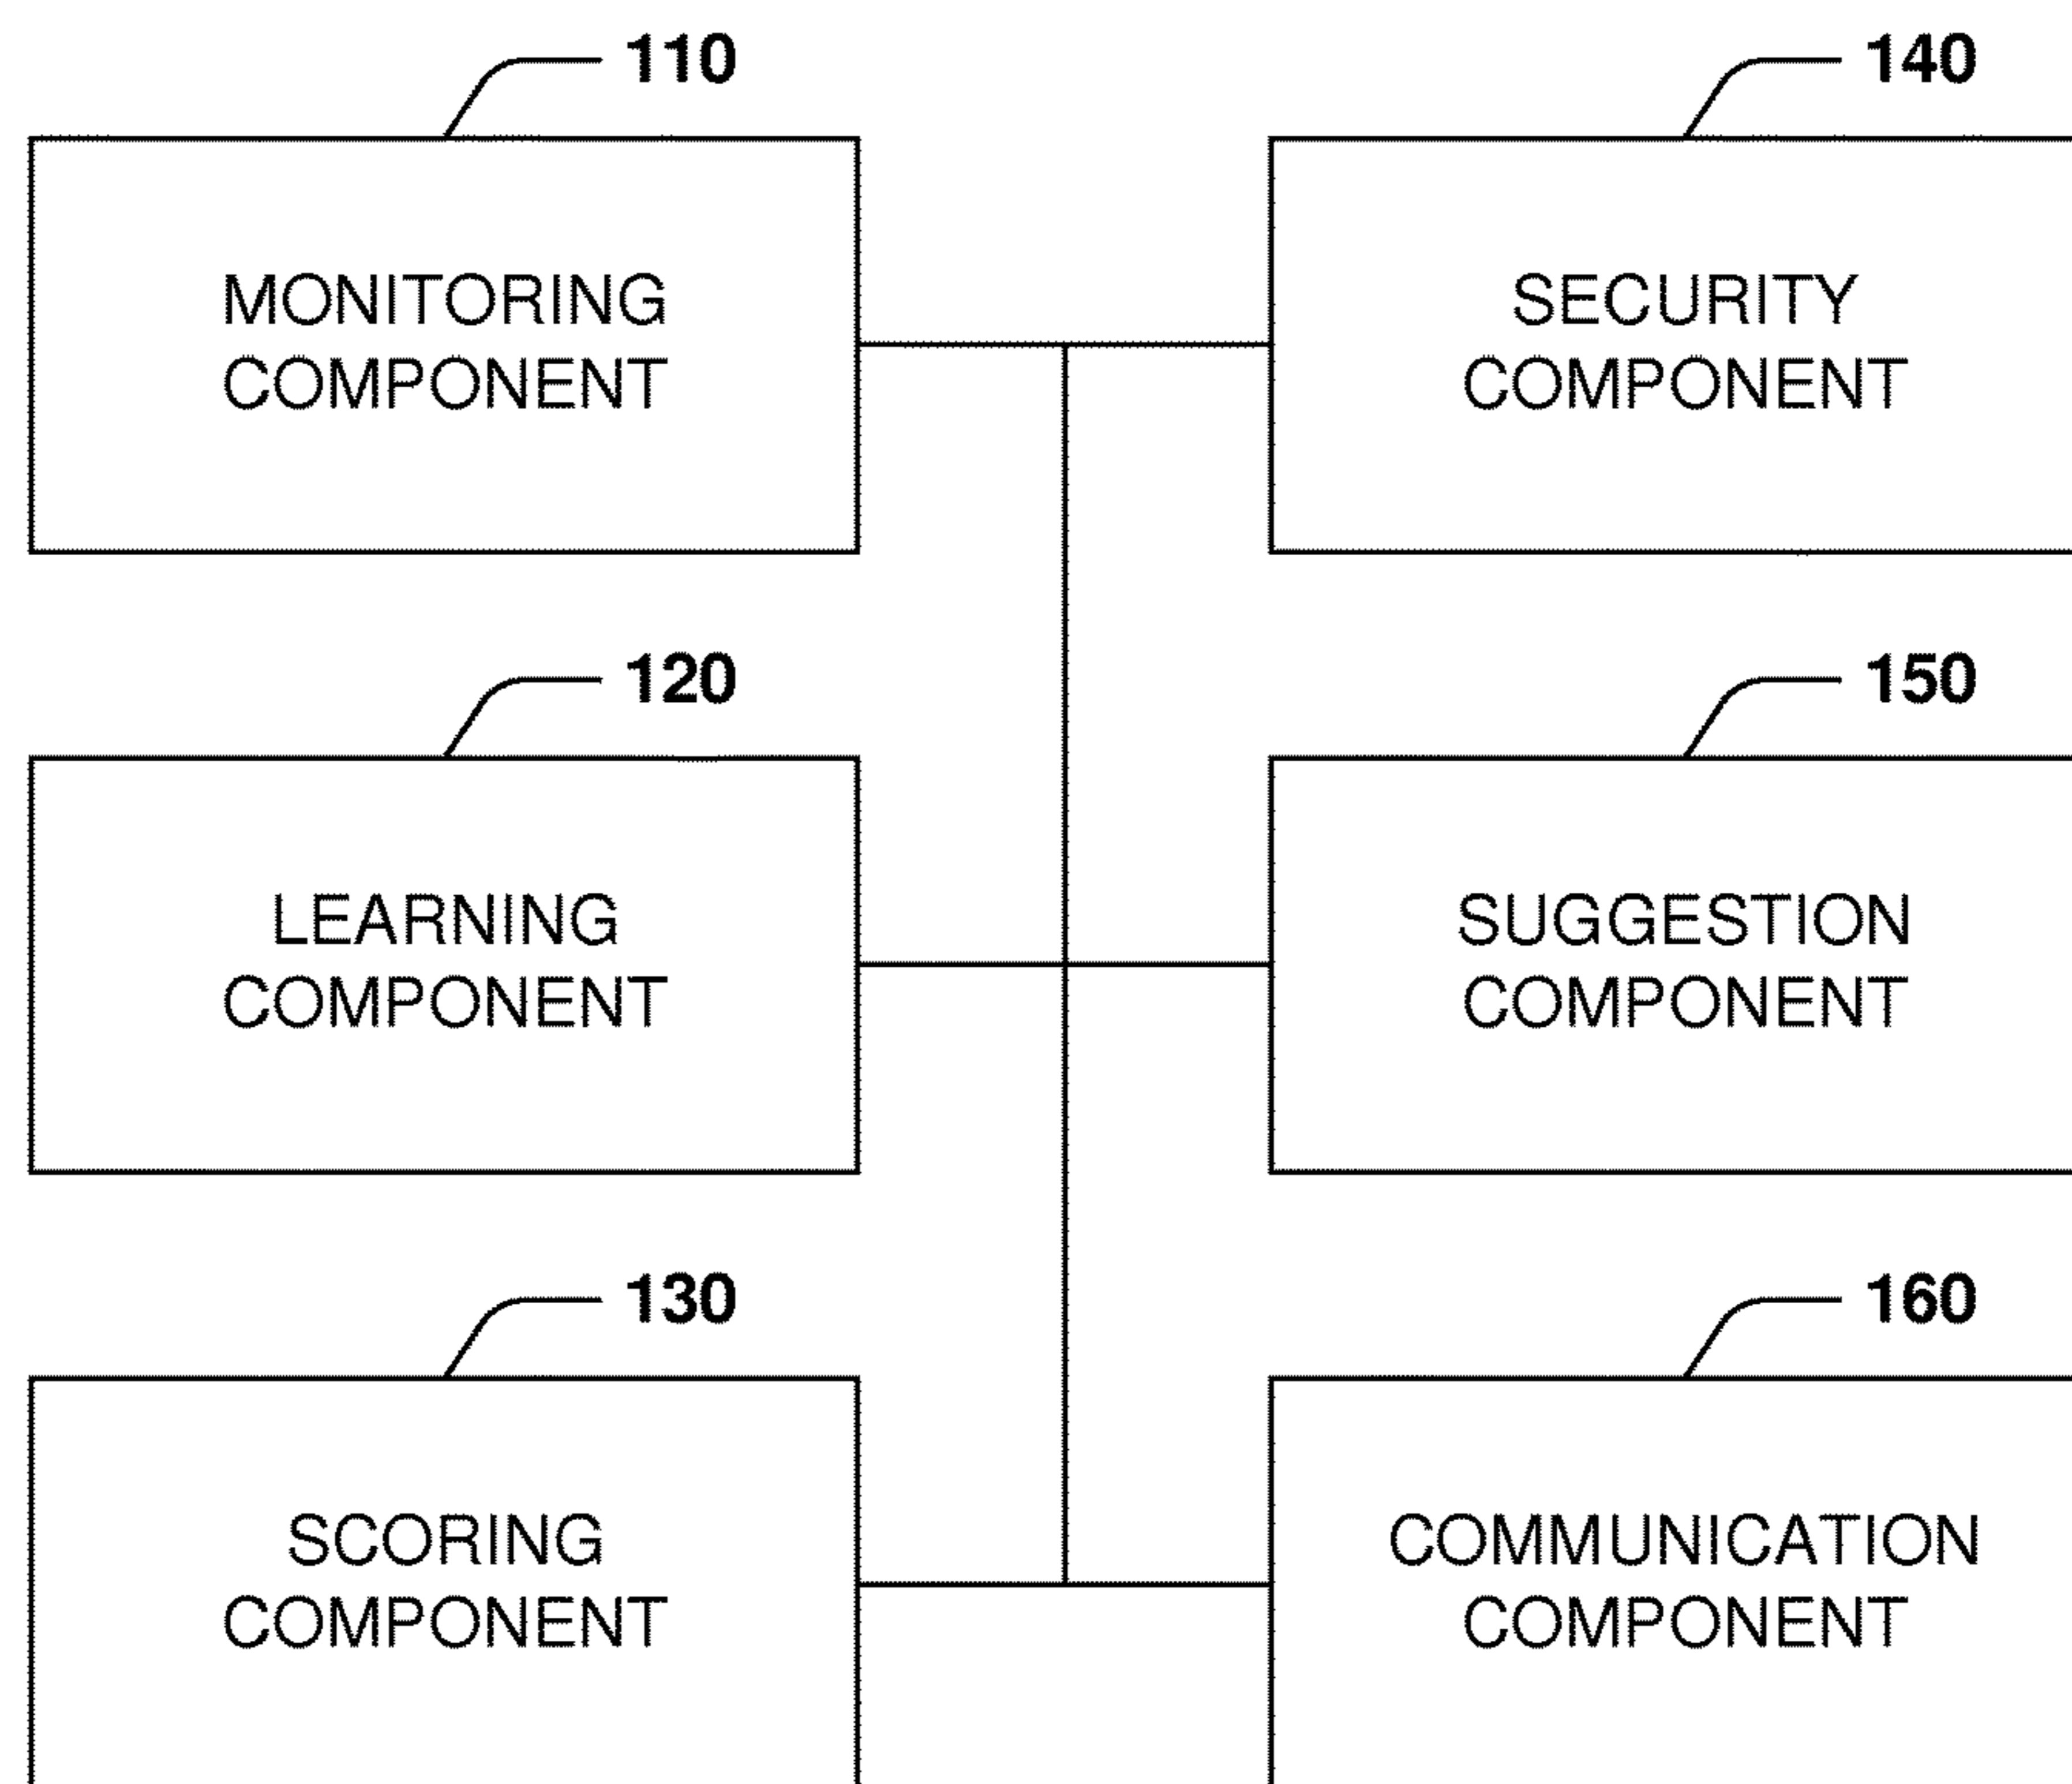 110
MONITORING
COMPONENT
140
SECURITY
COMPONENT
120
LEARNING
COMPONENT
150
SUGGESTION
COMPONENT
130
SCORING
COMPONENT
160
COMMUNICATION
COMPONENT